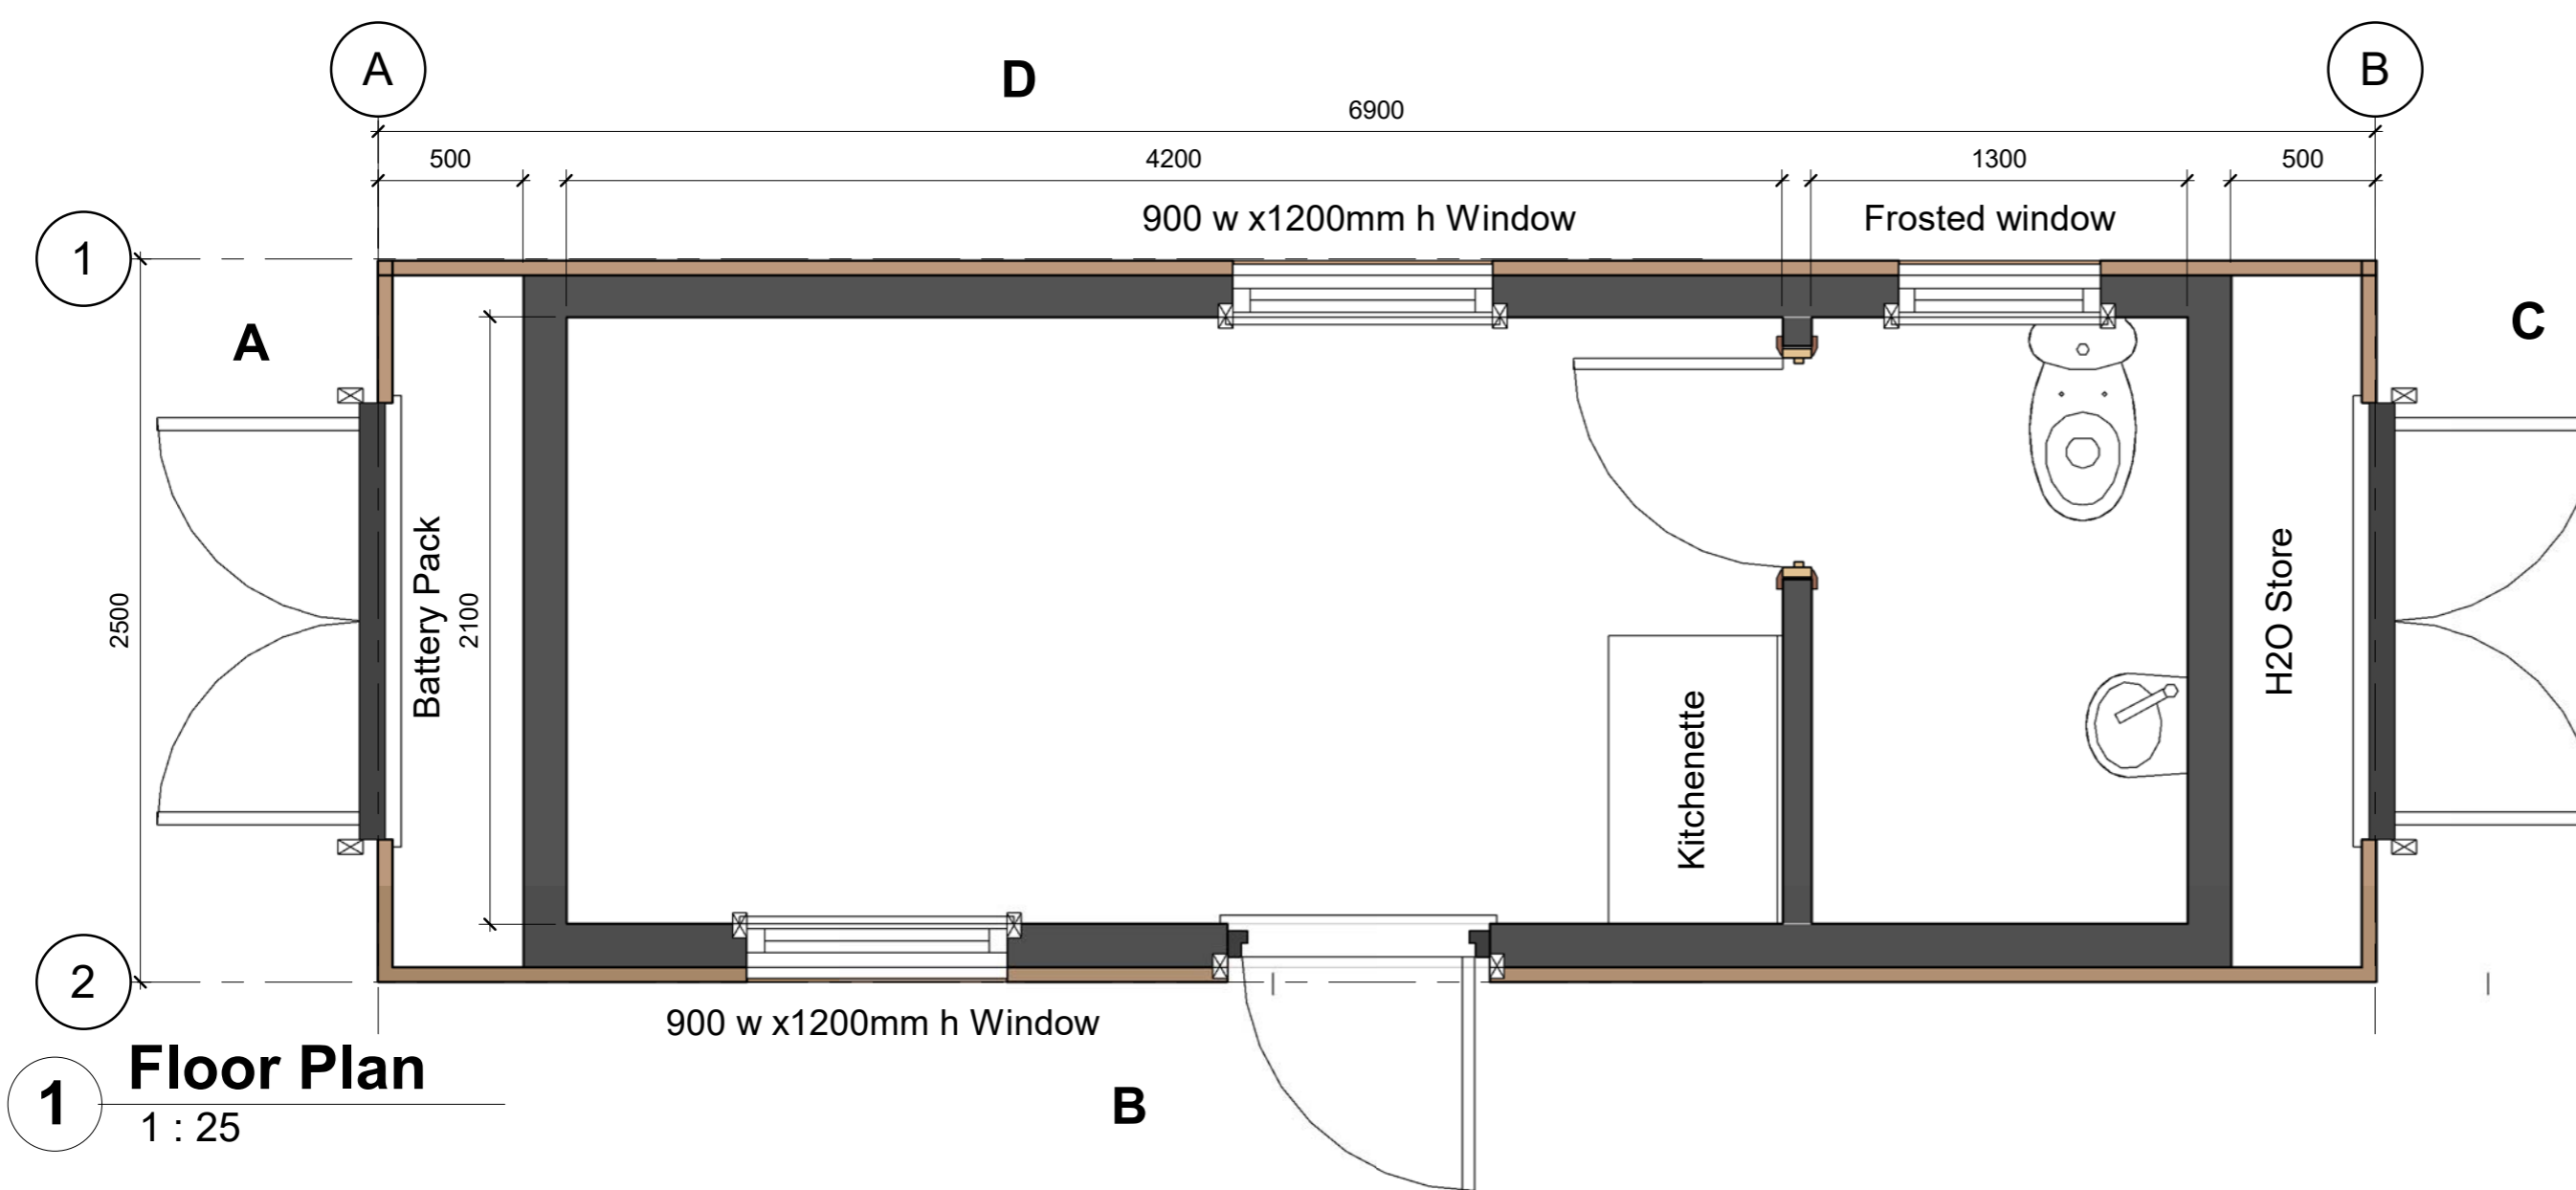 A
B
D
6900
500
4200
1300
500
900 w x1200mm h Window
Frosted window
1
A
C
Battery Pack
2100
2500
H2O Store
Kitchenette
2
900 w x1200mm h Window
B
1
Floor Plan
1 : 25